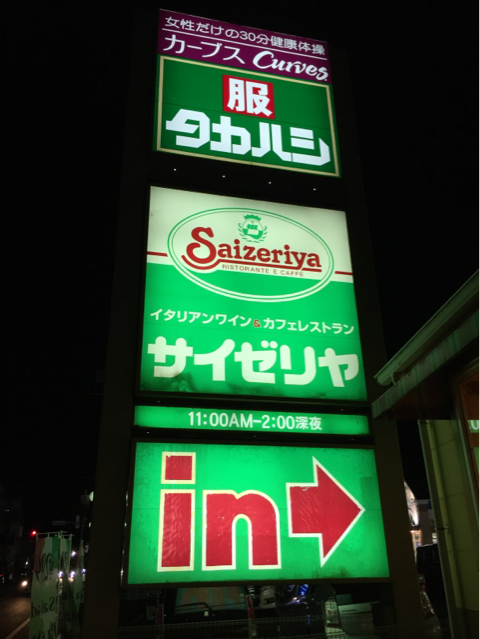 女性だけの30分健康体操
カーブス Curves
服
タカハシ
Saizeriya
RISTORANTE E CAFFÈ
イタリアンワイン&カフェレストラン
サイゼリヤ
11:00AM-2:00深夜
in